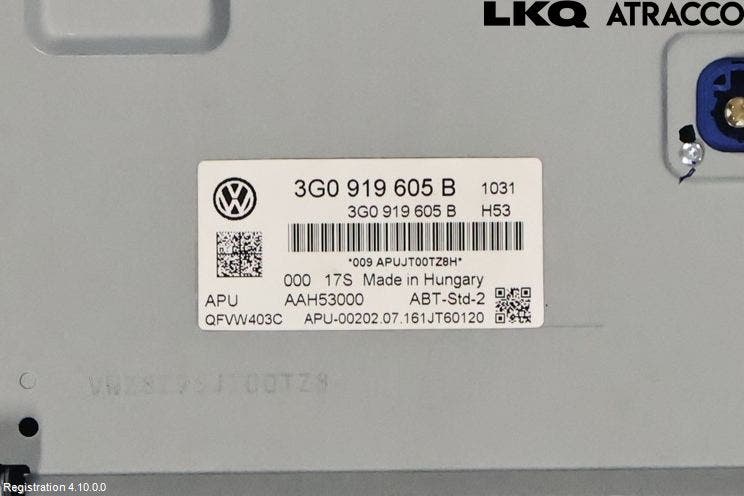 LKQ ATRACCO
3G0 919 605 B 1031
3G0 919 605 B H53
*009 APUJT00TZ8H*
000 17S Made in Hungary
APU AAH53000 ABT-Std-2
QFVW403C APU-00202.07.161JT60120
Registration 4.10.0.0